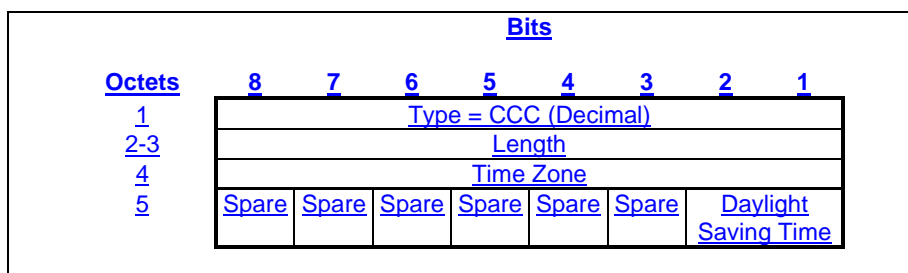 Bits
Octets 8 7 6 5 4 3 2 1
1 Type = CCC (Decimal)
2-3 Length
4 Time Zone
5 Spare Spare Spare Spare Spare Spare Daylight
Saving Time